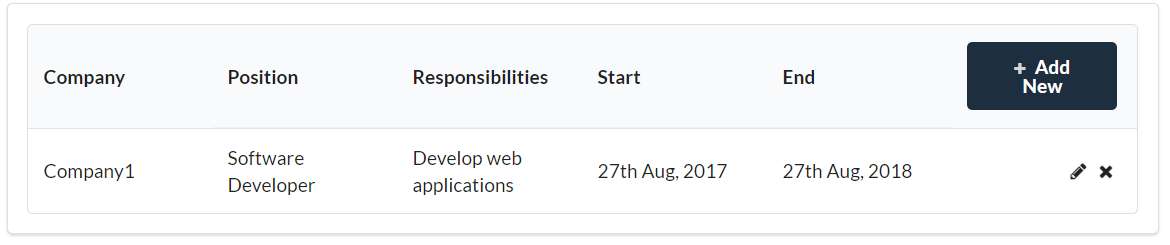 Company Position Responsibilities Start End + Add New
Company1 Software Developer Develop web applications 27th Aug, 2017 27th Aug, 2018